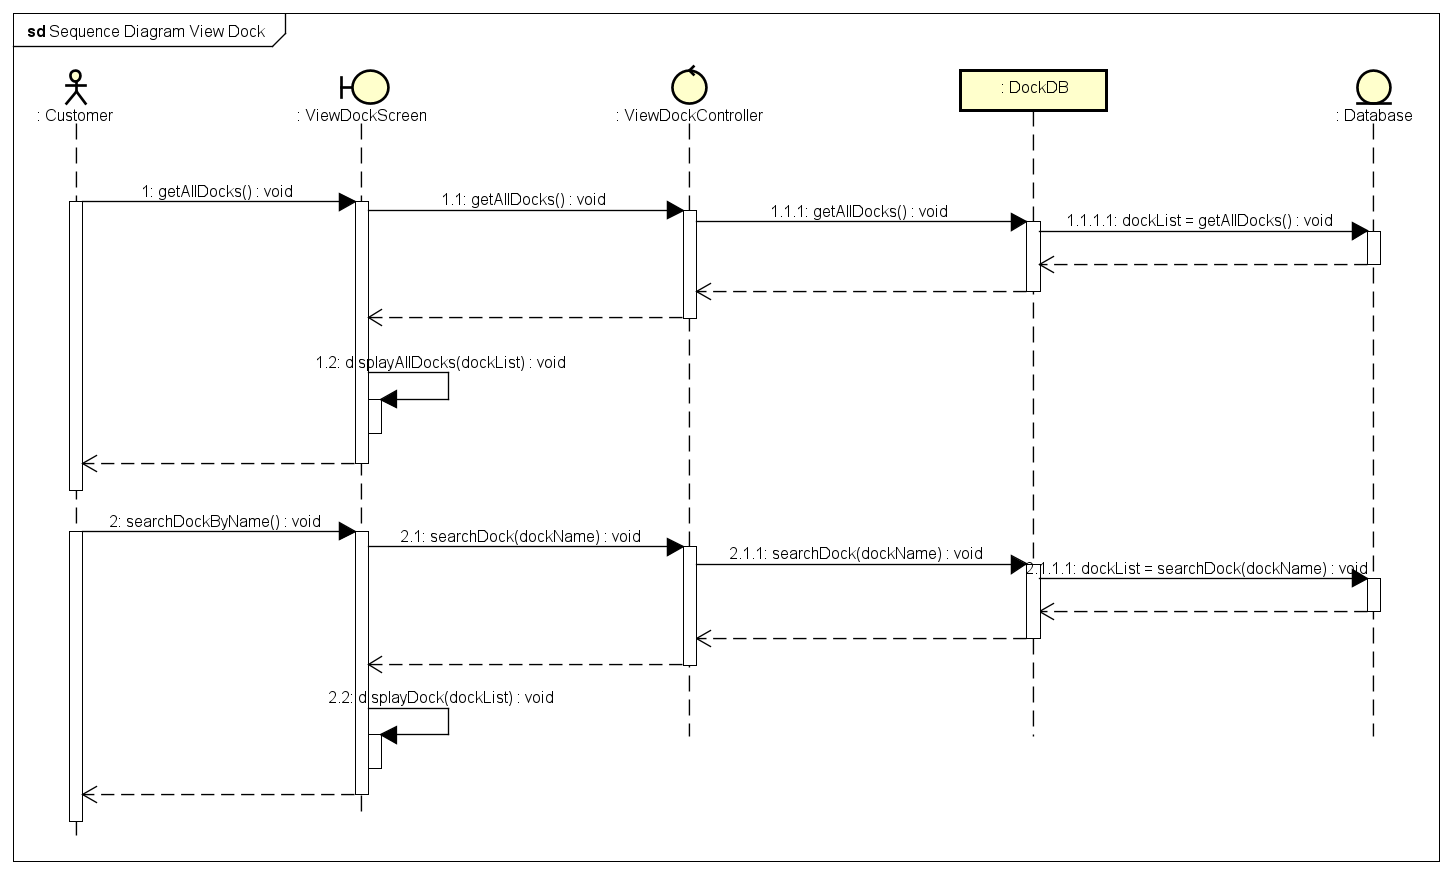 sd Sequence Diagram View Dock
: Customer
: ViewDockScreen
: ViewDockController
: DockDB
: Database
1: getAllDocks() : void
1.1: getAllDocks() : void
1.1.1: getAllDocks() : void
1.1.1.1: dockList = getAllDocks() : void
1.2: displayAllDocks(dockList) : void
2: searchDockByName() : void
2.1: searchDock(dockName) : void
2.1.1: searchDock(dockName) : void
2.1.1.1: dockList = searchDock(dockName) : void
2.2: displayDock(dockList) : void